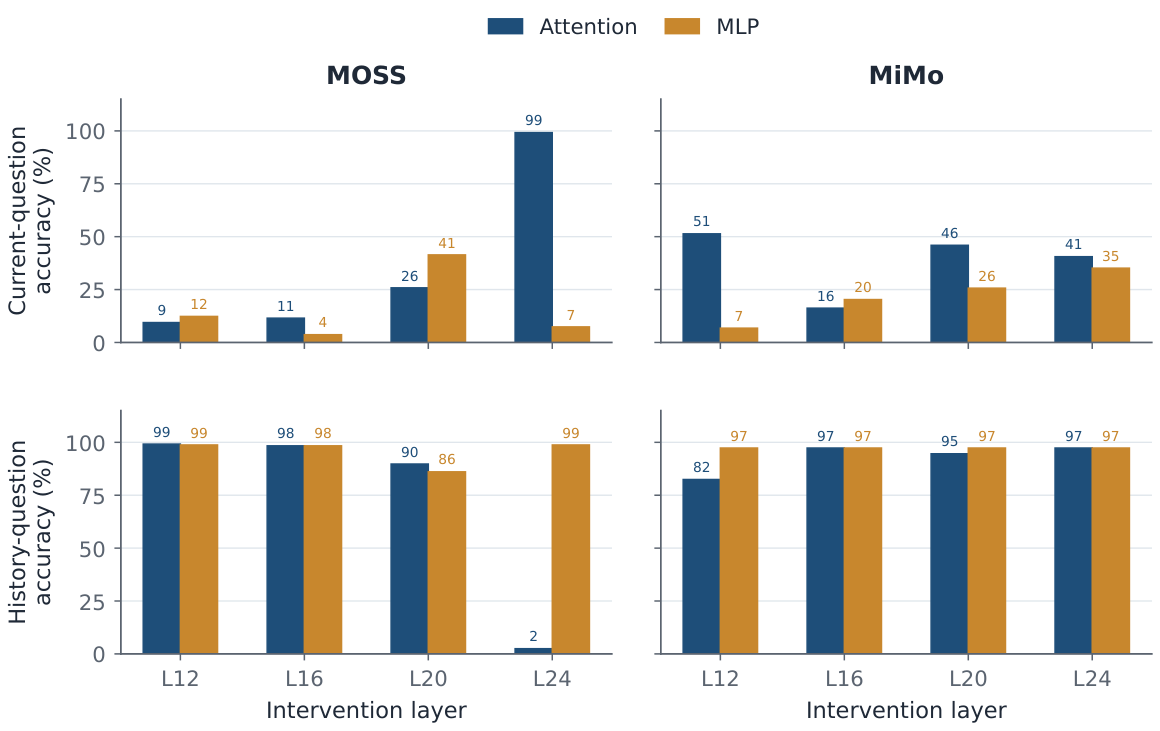 Attention MLP
MOSS MiMo
Current-question
accuracy (%)
100
75
50
25
0
9 12 11 4 26 41 99 7
51 7 16 20 46 26 41 35
History-question
accuracy (%)
100
75
50
25
0
99 99 98 98 90 86 2 99
82 97 97 97 95 97 97 97
L12 L16 L20 L24 L12 L16 L20 L24
Intervention layer Intervention layer